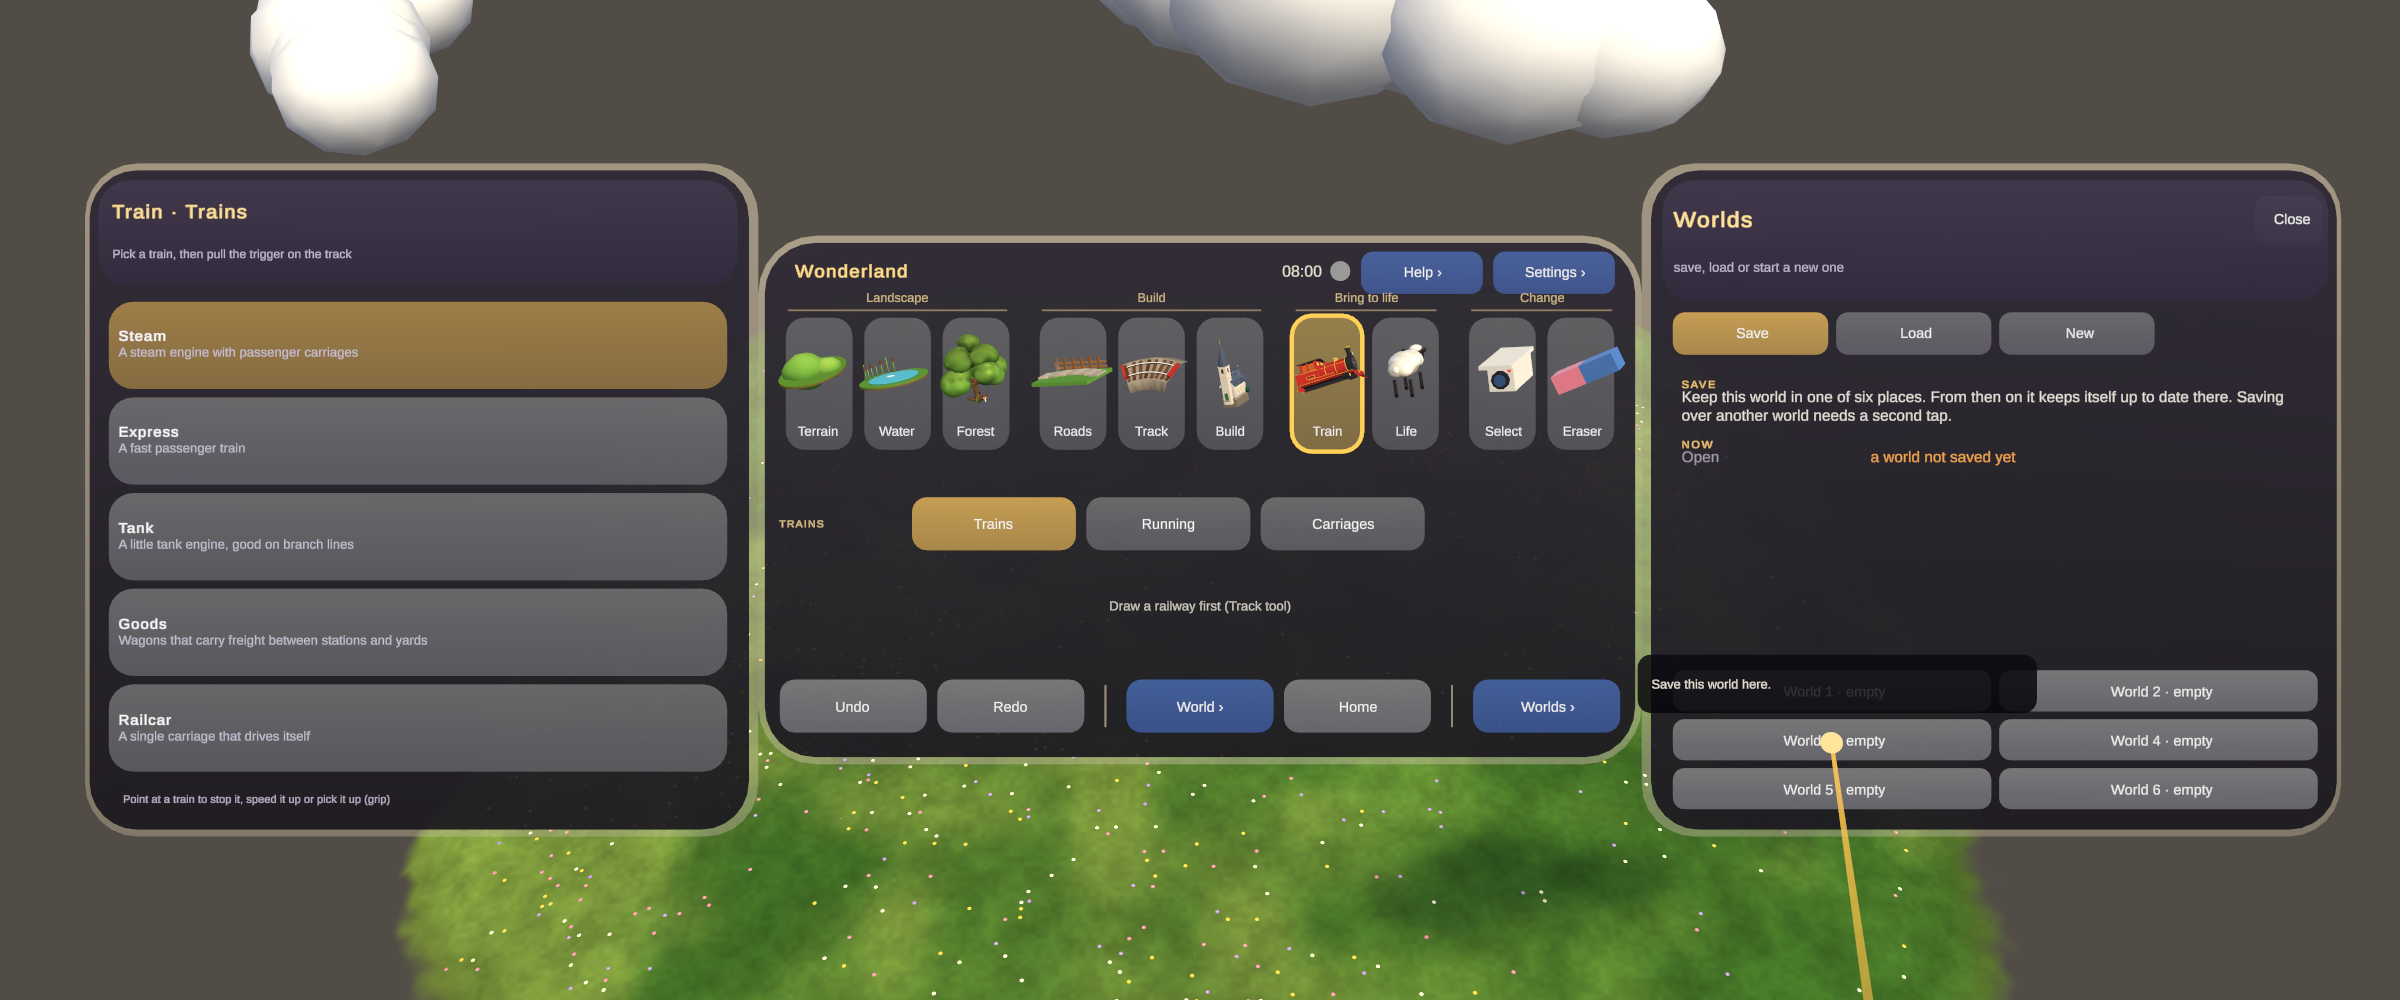 Train · Trains
Pick a train, then pull the trigger on the track
Steam
A steam engine with passenger carriages
Express
A fast passenger train
Tank
A little tank engine, good on branch lines
Goods
Wagons that carry freight between stations and yards
Railcar
A single carriage that drives itself
Point at a train to stop it, speed it up or pick it up (grip)
Wonderland
08:00
Help ›
Settings ›
Landscape
Build
Bring to life
Change
Terrain
Water
Forest
Roads
Track
Build
Train
Life
Select
Eraser
TRAINS
Trains
Running
Carriages
Draw a railway first (Track tool)
Undo
Redo
World ›
Home
Worlds ›
Worlds
Close
save, load or start a new one
Save
Load
New
SAVE
Keep this world in one of six places. From then on it keeps itself up to date there. Saving
over another world needs a second tap.
NOW
Open
a world not saved yet
Save this world here.
World 1 · empty
World 2 · empty
World empty
World 4 · empty
World 5 empty
World 6 · empty